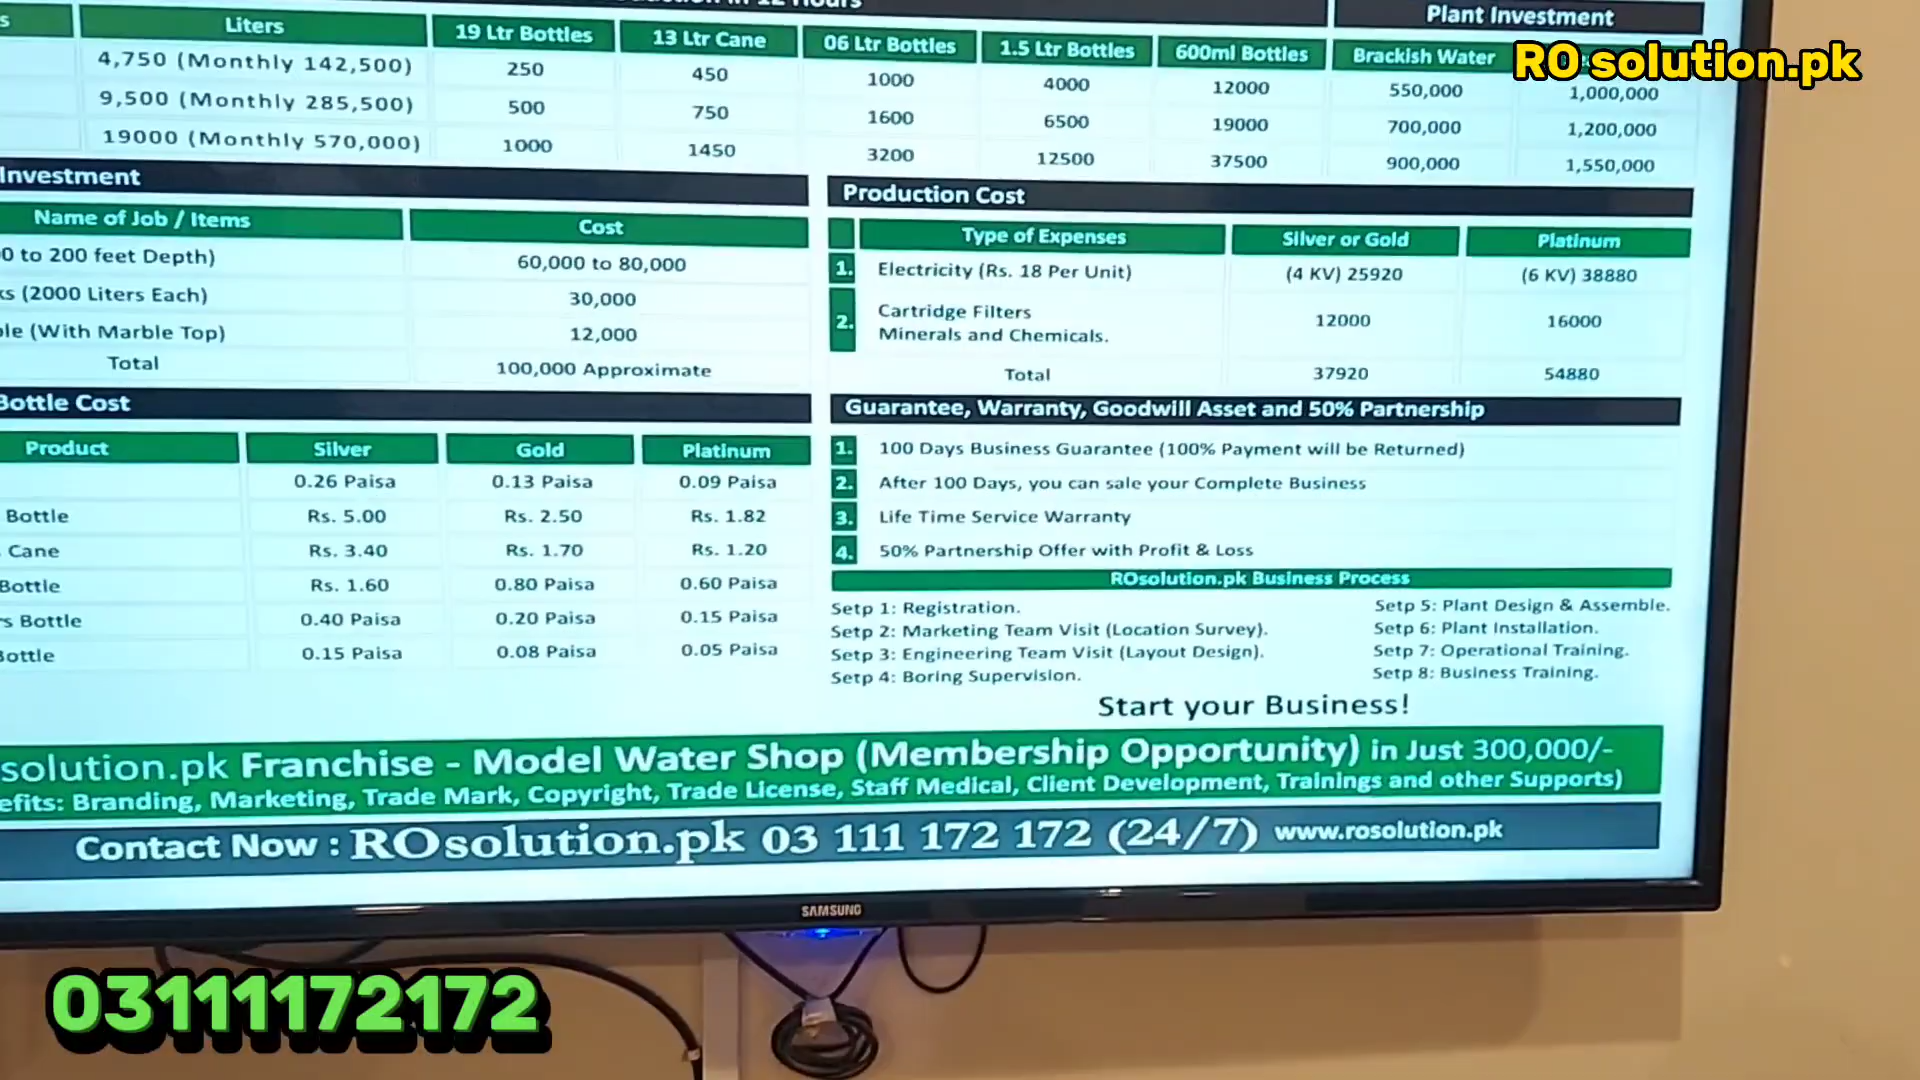 Plant Investment
Liters 19 Ltr Bottles 13 Ltr Cane 06 Ltr Bottles 1.5 Ltr Bottles 600ml Bottles Brackish Water
4,750 (Monthly 142,500) 250 450 1000 4000 12000 550,000 1,000,000
9,500 (Monthly 285,500) 500 750 1600 6500 19000 700,000 1,200,000
19000 (Monthly 570,000) 1000 1450 3200 12500 37500 900,000 1,550,000
RO solution.pk
Investment
Name of Job / Items Cost
0 to 200 feet Depth) 60,000 to 80,000
(2000 Liters Each) 30,000
(With Marble Top) 12,000
Total 100,000 Approximate
Production Cost
Type of Expenses Silver or Gold Platinum
1. Electricity (Rs. 18 Per Unit) (4 KV) 25920 (6 KV) 38880
2. Cartridge Filters
Minerals and Chemicals. 12000 16000
Total 37920 54880
Bottle Cost
Product Silver Gold Platinum
0.26 Paisa 0.13 Paisa 0.09 Paisa
Bottle Rs. 5.00 Rs. 2.50 Rs. 1.82
Cane Rs. 3.40 Rs. 1.70 Rs. 1.20
Bottle Rs. 1.60 0.80 Paisa 0.60 Paisa
s Bottle 0.40 Paisa 0.20 Paisa 0.15 Paisa
Bottle 0.15 Paisa 0.08 Paisa 0.05 Paisa
Guarantee, Warranty, Goodwill Asset and 50% Partnership
1. 100 Days Business Guarantee (100% Payment will be Returned)
2. After 100 Days, you can sale your Complete Business
3. Life Time Service Warranty
4. 50% Partnership Offer with Profit & Loss
ROsolution.pk Business Process
Setp 1: Registration.
Setp 2: Marketing Team Visit (Location Survey).
Setp 3: Engineering Team Visit (Layout Design).
Setp 4: Boring Supervision.
Setp 5: Plant Design & Assemble.
Setp 6: Plant Installation.
Setp 7: Operational Training.
Setp 8: Business Training.
Start your Business!
solution.pk Franchise - Model Water Shop (Membership Opportunity) in Just 300,000/-
efits: Branding, Marketing, Trade Mark, Copyright, Trade License, Staff Medical, Client Development, Trainings and other Supports)
Contact Now : ROsolution.pk 03 111 172 172 (24/7) www.rosolution.pk
SAMSUNG
03111172172